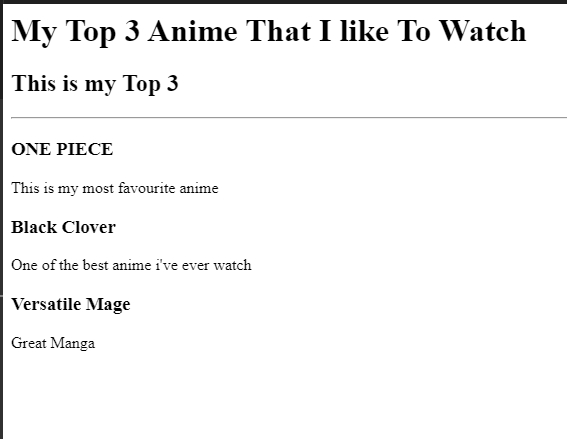 My Top 3 Anime That I like To Watch
This is my Top 3
ONE PIECE
This is my most favourite anime
Black Clover
One of the best anime i've ever watch
Versatile Mage
Great Manga